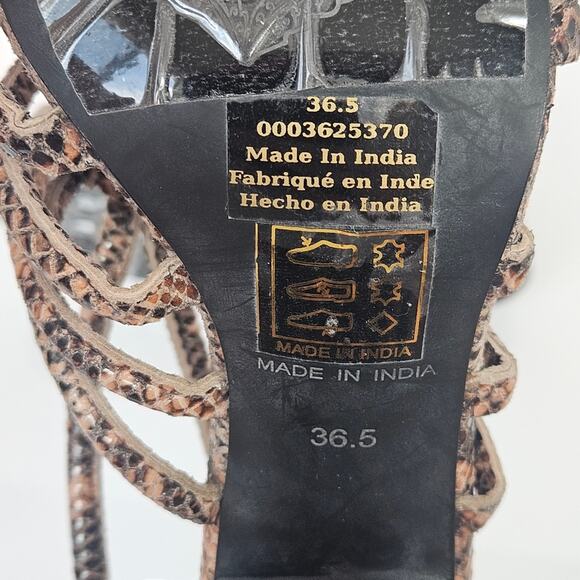 36.5
0003625370
Made In India
Fabriqué en Inde
Hecho en India
MADE IN INDIA
MADE IN INDIA
36.5